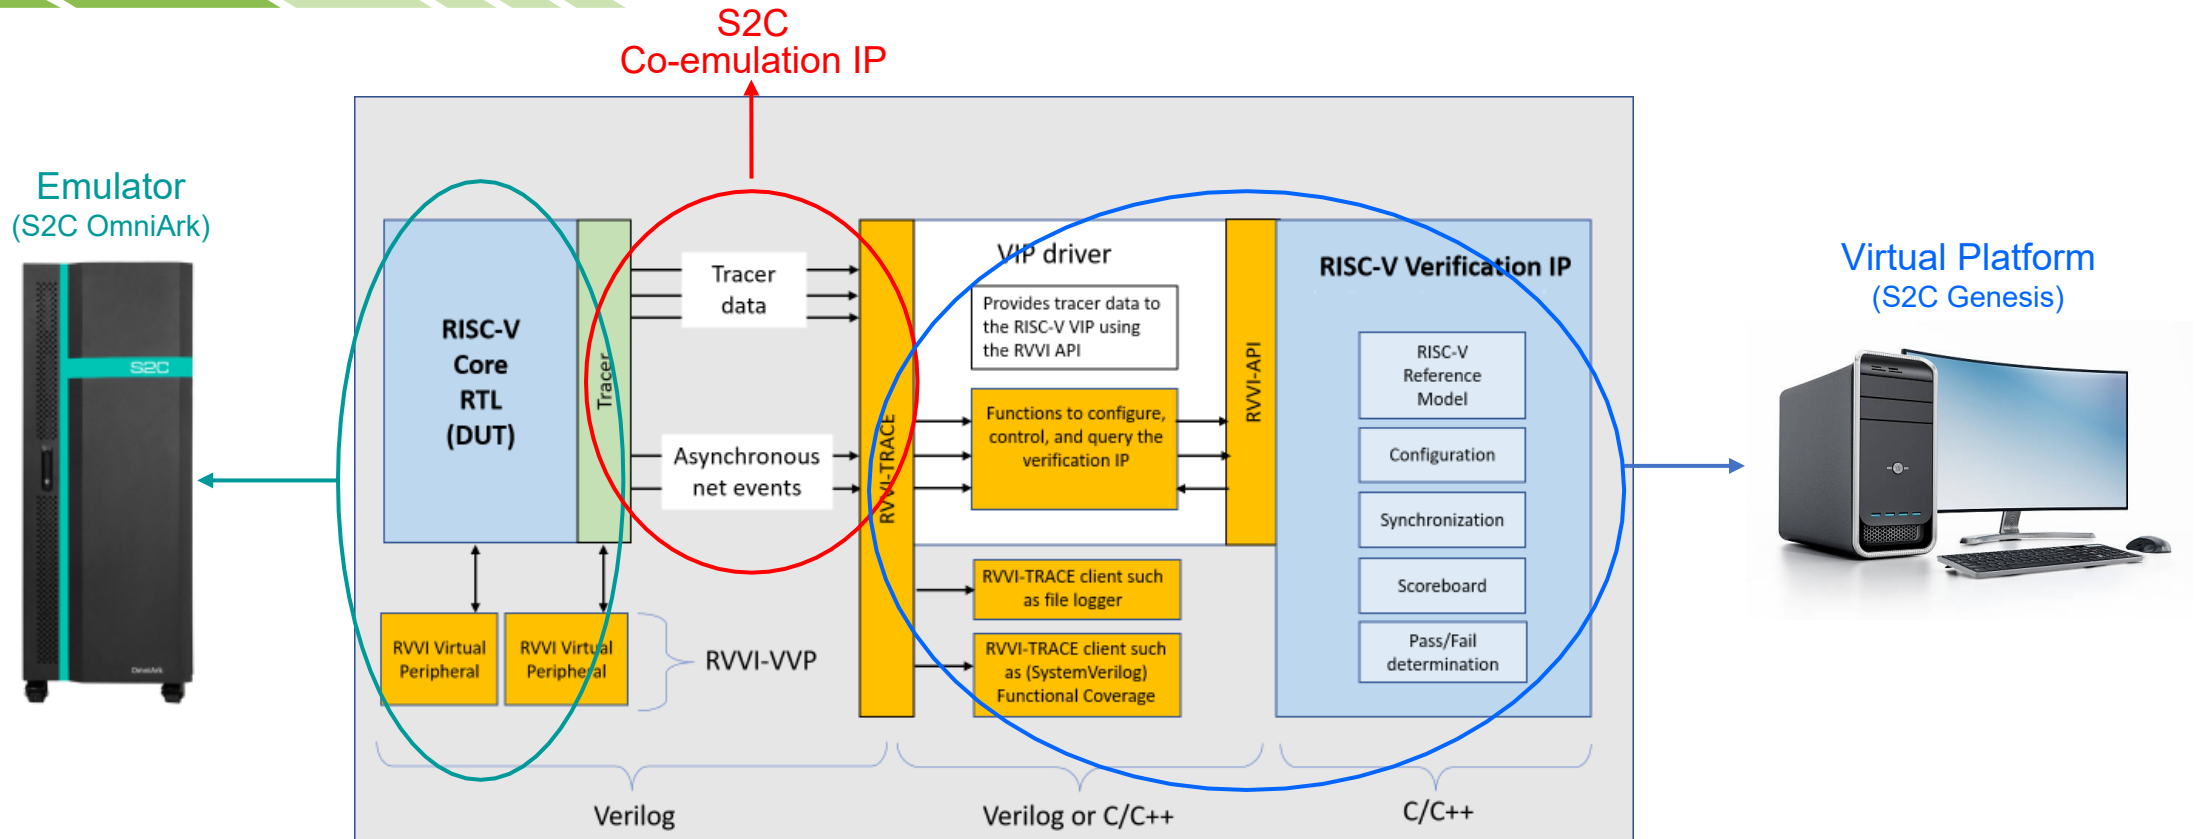 S2C
Co-emulation IP
Emulator
(S2C OmniArk)
S2C
OmniArk
RISC-V
Core
RTL
(DUT)
Tracer
Tracer
data
Asynchronous
net events
RVVI Virtual
Peripheral
RVVI Virtual
Peripheral
RVVI-VVP
RVVI-TRACE
VIP driver
Provides tracer data to
the RISC-V VIP using
the RVVI API
Functions to configure,
control, and query the
verification IP
RVVI-TRACE client such
as file logger
RVVI-TRACE client such
as (SystemVerilog)
Functional Coverage
RVVI-API
RISC-V Verification IP
RISC-V
Reference
Model
Configuration
Synchronization
Scoreboard
Pass/Fail
determination
Verilog
Verilog or C/C++
C/C++
Virtual Platform
(S2C Genesis)